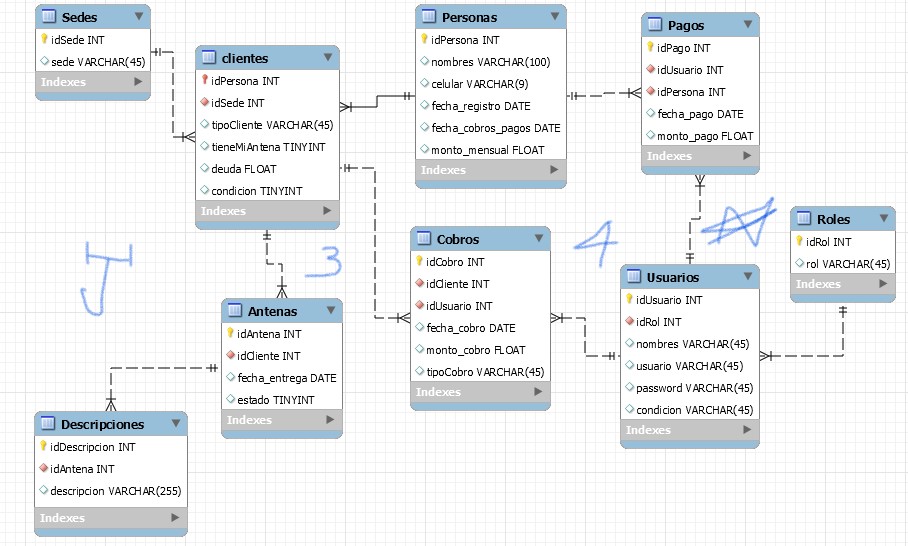 Sedes
idSede INT
sede VARCHAR(45)
Indexes
clientes
idPersona INT
idSede INT
tipoCliente VARCHAR(45)
tieneMiAntena TINYINT
deuda FLOAT
condicion TINYINT
Indexes
Personas
idPersona INT
nombres VARCHAR(100)
celular VARCHAR(9)
fecha_registro DATE
fecha_cobros_pagos DATE
monto_mensual FLOAT
Indexes
Pagos
idPago INT
idUsuario INT
idPersona INT
fecha_pago DATE
monto_pago FLOAT
Indexes
Roles
idRol INT
rol VARCHAR(45)
Indexes
3
4
Cobros
idCobro INT
idCliente INT
idUsuario INT
fecha_cobro DATE
monto_cobro FLOAT
tipoCobro VARCHAR(45)
Indexes
Usuarios
idUsuario INT
idRol INT
nombres VARCHAR(45)
usuario VARCHAR(45)
password VARCHAR(45)
condicion VARCHAR(45)
Indexes
Antenas
idAntena INT
idCliente INT
fecha_entrega DATE
estado TINYINT
Indexes
Descripciones
idDescripcion INT
idAntena INT
descripcion VARCHAR(255)
Indexes